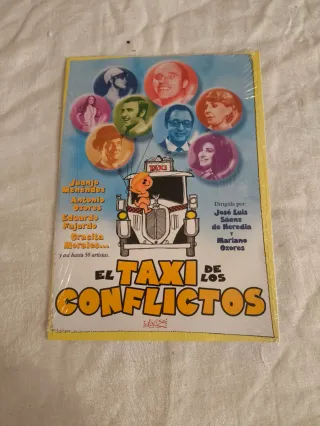 TAXI
Juanjo
Menéndez
Antonio
Ozores
Eduardo
Fajardo
Gracita
Morales...
y así hasta 50 artistas.
Dirigida por:
José Luis
Sáenz
de Heredia
y
Mariano
Ozores
EL TAXI DE LOS
CONFLICTOS